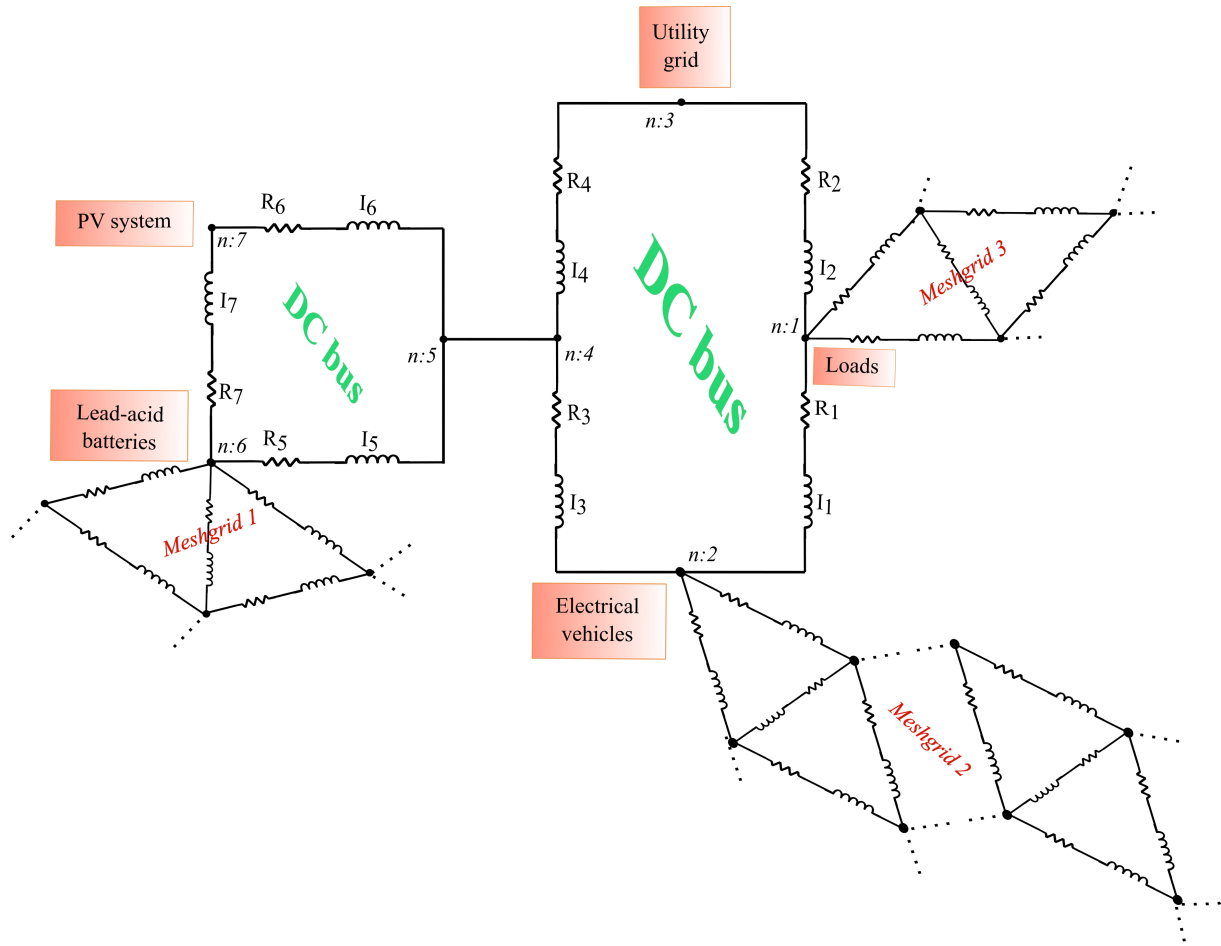 Utility
grid
n:3
R4
R2
PV system
R6
I6
n:7
I4
I2
Meshgrid 3
I7
DC bus
DC bus
n:1
n:5
n:4
Loads
R7
Lead-acid
batteries
R3
R1
n:6
R5
I5
I3
I1
Meshgrid 1
n:2
Electrical
vehicles
Meshgrid 2